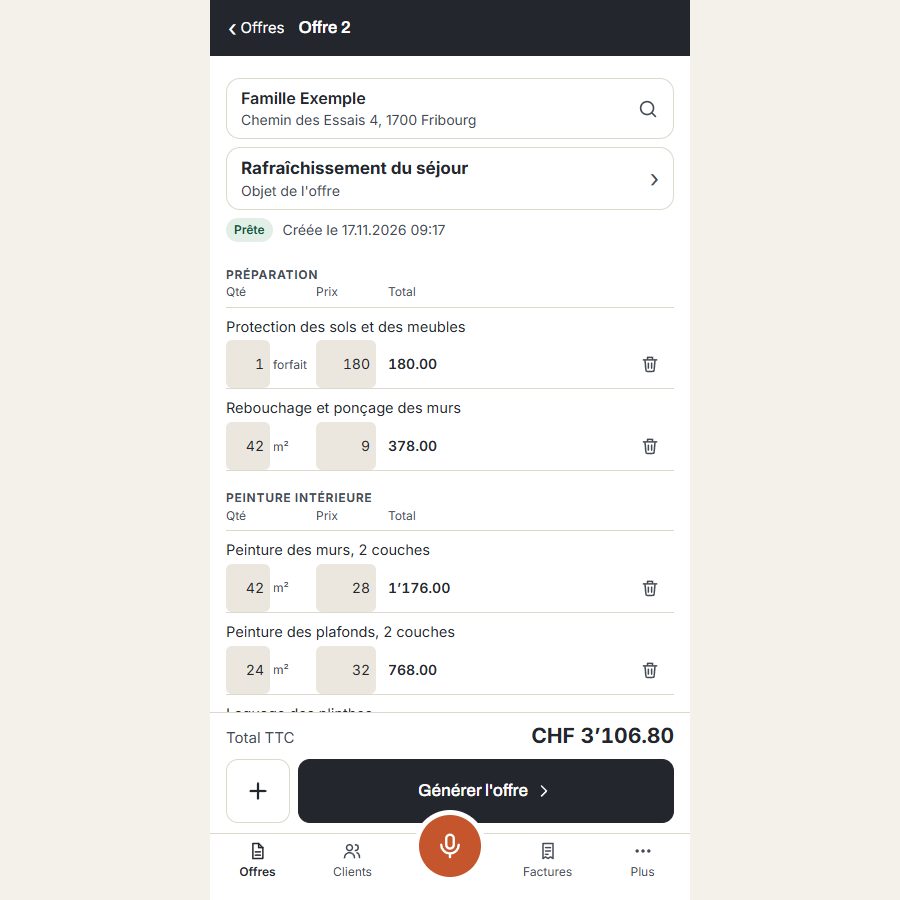 Offres Offre 2
Famille Exemple
Chemin des Essais 4, 1700 Fribourg
Rafraîchissement du séjour
Objet de l'offre
Prête Créée le 17.11.2026 09:17
PRÉPARATION
Qté Prix Total
Protection des sols et des meubles
1 forfait 180 180.00
Rebouchage et ponçage des murs
42 m² 9 378.00
PEINTURE INTÉRIEURE
Qté Prix Total
Peinture des murs, 2 couches
42 m² 28 1’176.00
Peinture des plafonds, 2 couches
24 m² 32 768.00
Laquage des plinthes
Total TTC CHF 3’106.80
+ Générer l'offre
Offres Clients Factures Plus